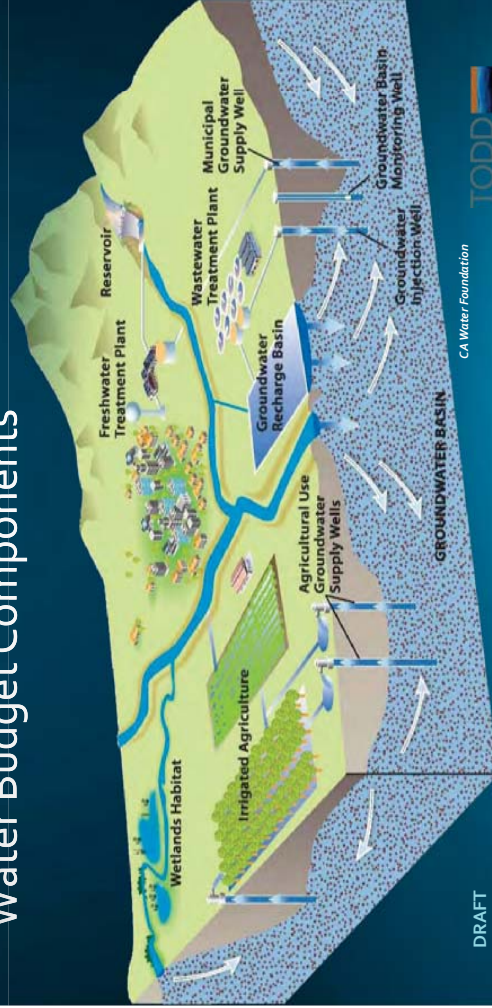 Water Budget Components
Reservoir
Freshwater
Treatment Plant
Municipal
Groundwater
Supply Well
Wastewater
Treatment Plant
Groundwater
Recharge Basin
Wetlands Habitat
Irrigated Agriculture
Agricultural Use
Groundwater
Supply Wells
Groundwater Basin
Monitoring Well
Groundwater
Injection Well
GROUNDWATER BASIN
CA Water Foundation
DRAFT
TODD